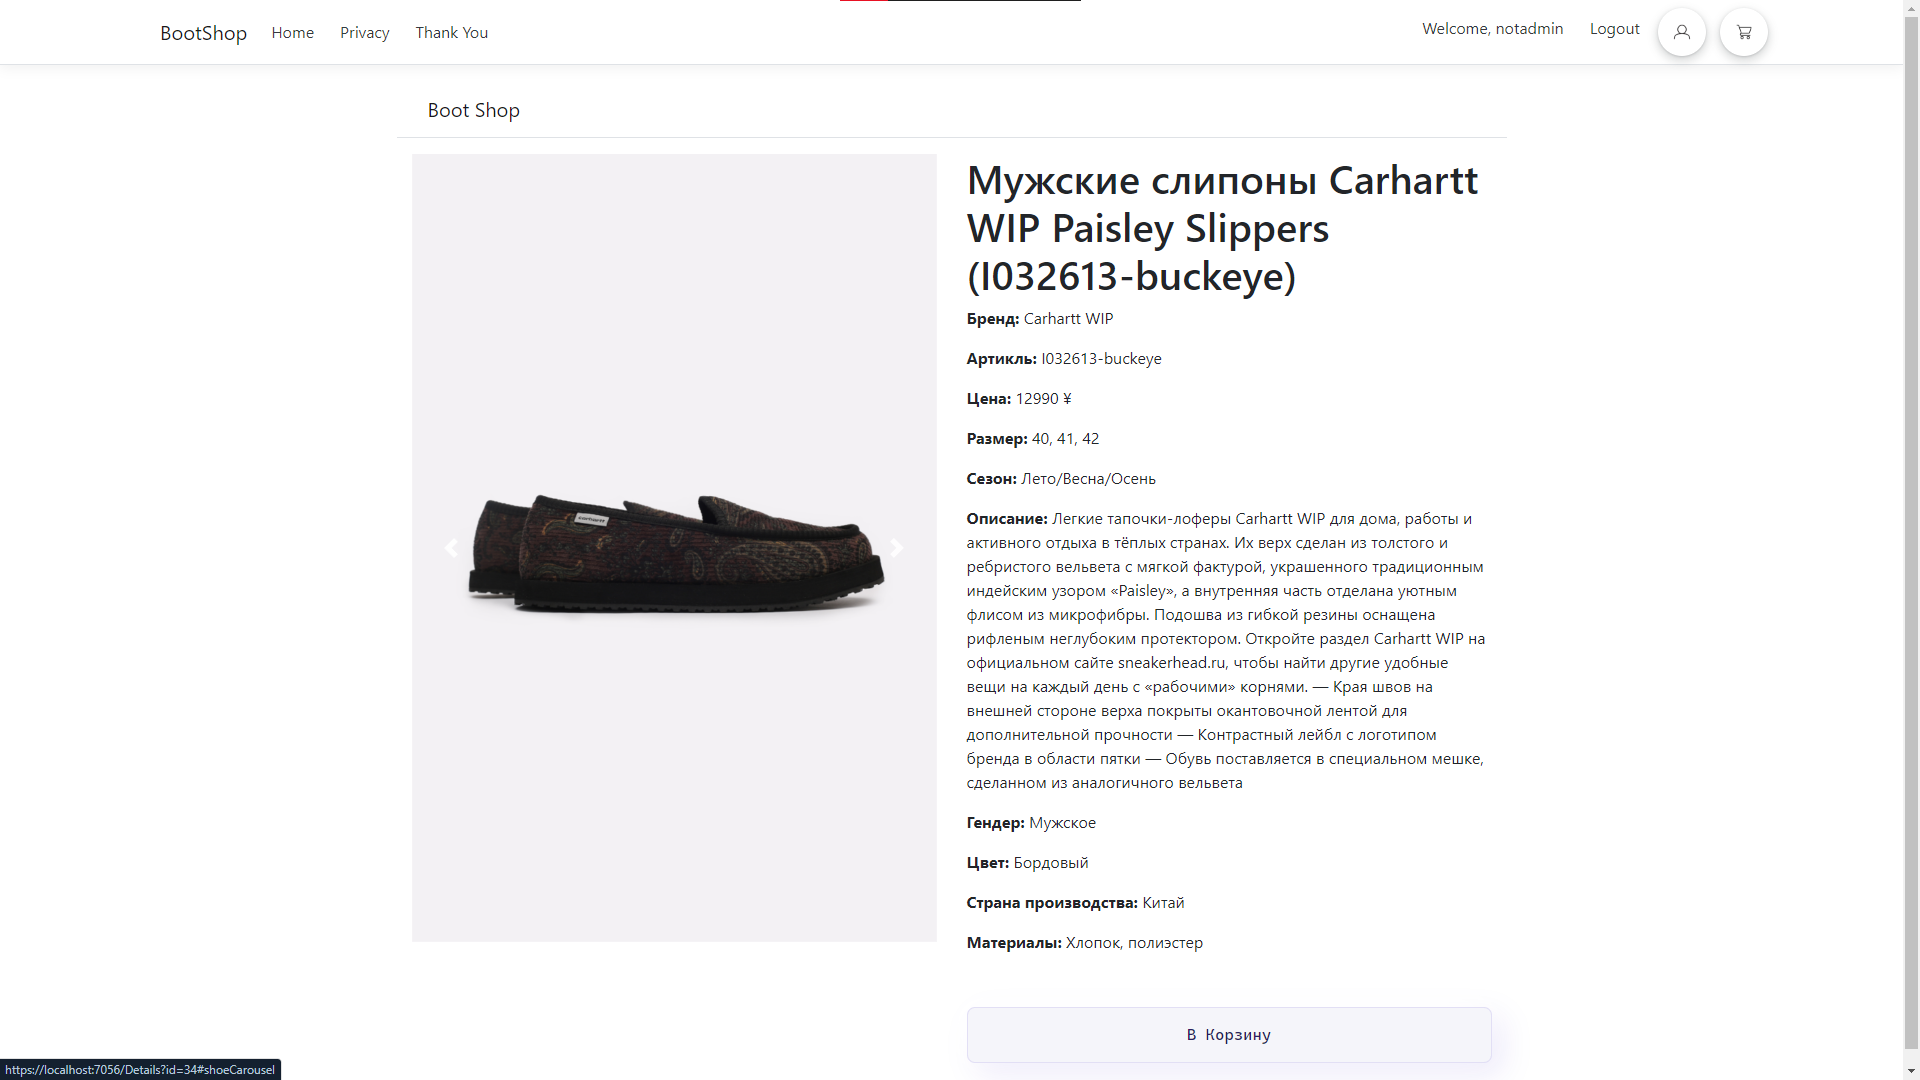 BootShop Home Privacy Thank You Welcome, notadmin Logout
Boot Shop
Мужские слипоны Carhartt
WIP Paisley Slippers
(I032613-buckeye)
Бренд: Carhartt WIP
Артикль: I032613-buckeye
Цена: 12990 ¥
Размер: 40, 41, 42
Сезон: Лето/Весна/Осень
Описание: Легкие тапочки-лоферы Carhartt WIP для дома, работы и
активного отдыха в тёплых странах. Их верх сделан из толстого и
ребристого вельвета с мягкой фактурой, украшенного традиционным
индейским узором «Paisley», а внутренняя часть отделана уютным
флисом из микрофибры. Подошва из гибкой резины оснащена
рифленым неглубоким протектором. Откройте раздел Carhartt WIP на
официальном сайте sneakerhead.ru, чтобы найти другие удобные
вещи на каждый день с «рабочими» корнями. — Края швов на
внешней стороне верха покрыты окантовочной лентой для
дополнительной прочности — Контрастный лейбл с логотипом
бренда в области пятки — Обувь поставляется в специальном мешке,
сделанном из аналогичного вельвета
Гендер: Мужское
Цвет: Бордовый
Страна производства: Китай
Материалы: Хлопок, полиэстер
В Корзину
https://localhost:7056/Details?id=34#shoeCarousel
carhartt